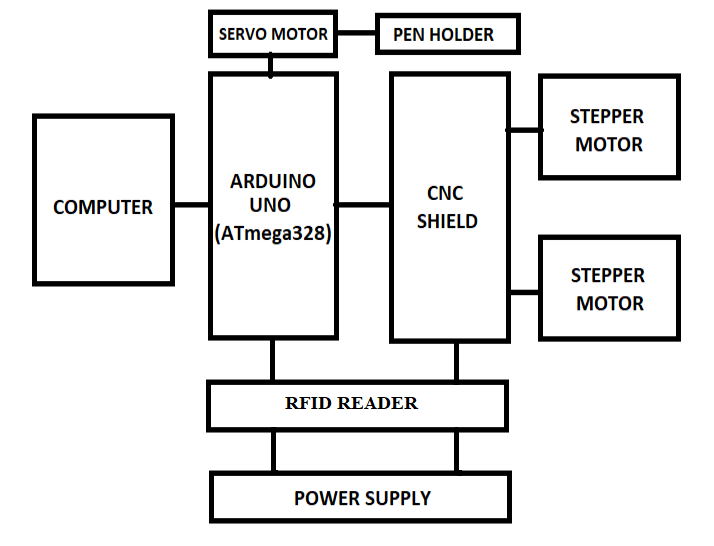 SERVO MOTOR
PEN HOLDER
COMPUTER
ARDUINO
UNO
(ATmega328)
CNC
SHIELD
STEPPER
MOTOR
STEPPER
MOTOR
RFID READER
POWER SUPPLY